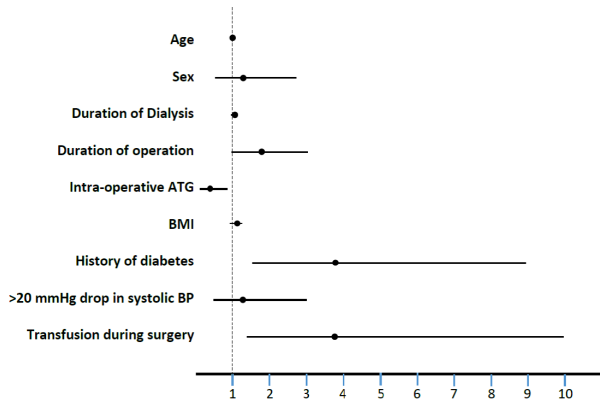 Age
Sex
Duration of Dialysis
Duration of operation
Intra-operative ATG
BMI
History of diabetes
>20 mmHg drop in systolic BP
Transfusion during surgery
1 2 3 4 5 6 7 8 9 10